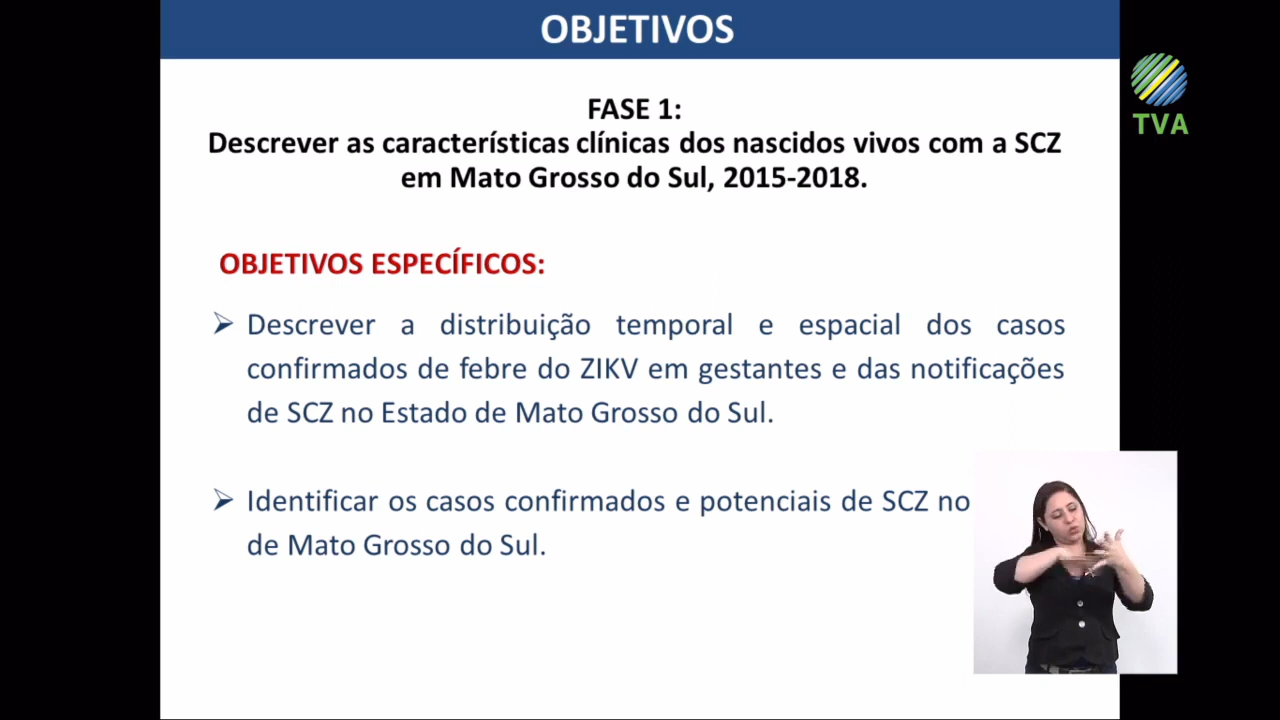 OBJETIVOS
FASE 1:
Descrever as características clínicas dos nascidos vivos com a SCZ
em Mato Grosso do Sul, 2015-2018.
OBJETIVOS ESPECÍFICOS:
Descrever a distribuição temporal e espacial dos casos
confirmados de febre do ZIKV em gestantes e das notificações
de SCZ no Estado de Mato Grosso do Sul.
Identificar os casos confirmados e potenciais de SCZ no
de Mato Grosso do Sul.
TVA